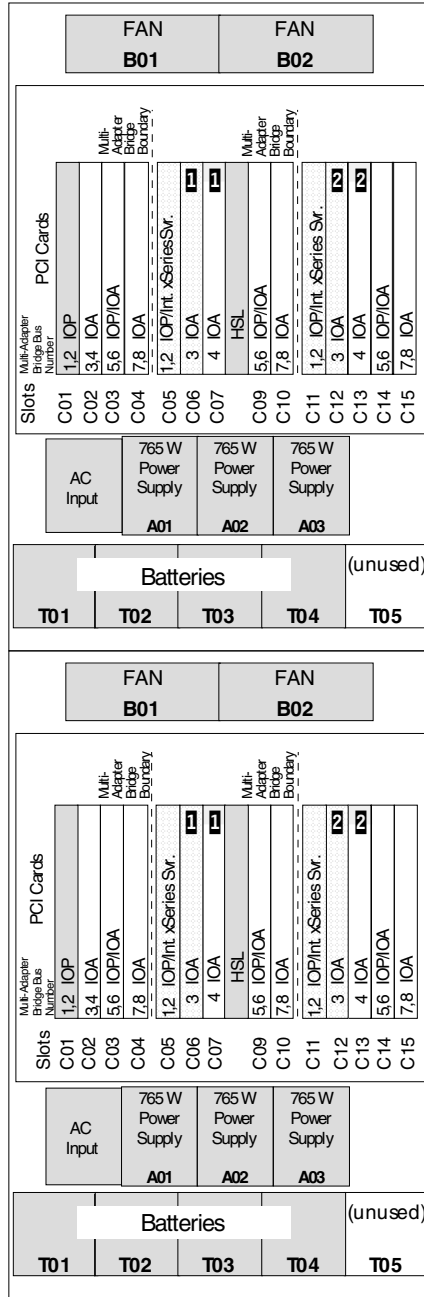 FAN
B01
FAN
B02
Multi-
Adapter
Bridge
Boundary
Multi-
Adapter
Bridge
Boundary
PCI Cards
Multi-Adapter
Bridge Bus
Number
Slots
1,2 IOP
C01
3,4 IOA
C02
5,6 IOP/IOA
C03
7,8 IOA
C04
1,2 IOP/Int. xSeries Svr.
C05
3 IOA 1
C06
4 IOA 1
C07
HSL
5,6 IOP/IOA
C09
7,8 IOA
C10
1,2 IOP/Int. xSeries Svr.
C11
3 IOA 2
C12
4 IOA 2
C13
5,6 IOP/IOA
C14
7,8 IOA
C15
AC
Input
765 W
Power
Supply
A01
765 W
Power
Supply
A02
765 W
Power
Supply
A03
Batteries
(unused)
T01
T02
T03
T04
T05
FAN
B01
FAN
B02
Multi-
Adapter
Bridge
Boundary
Multi-
Adapter
Bridge
Boundary
PCI Cards
Multi-Adapter
Bridge Bus
Number
Slots
1,2 IOP
C01
3,4 IOA
C02
5,6 IOP/IOA
C03
7,8 IOA
C04
1,2 IOP/Int. xSeries Svr.
C05
3 IOA 1
C06
4 IOA 1
C07
HSL
5,6 IOP/IOA
C09
7,8 IOA
C10
1,2 IOP/Int. xSeries Svr.
C11
3 IOA 2
C12
4 IOA 2
C13
5,6 IOP/IOA
C14
7,8 IOA
C15
AC
Input
765 W
Power
Supply
A01
765 W
Power
Supply
A02
765 W
Power
Supply
A03
Batteries
(unused)
T01
T02
T03
T04
T05